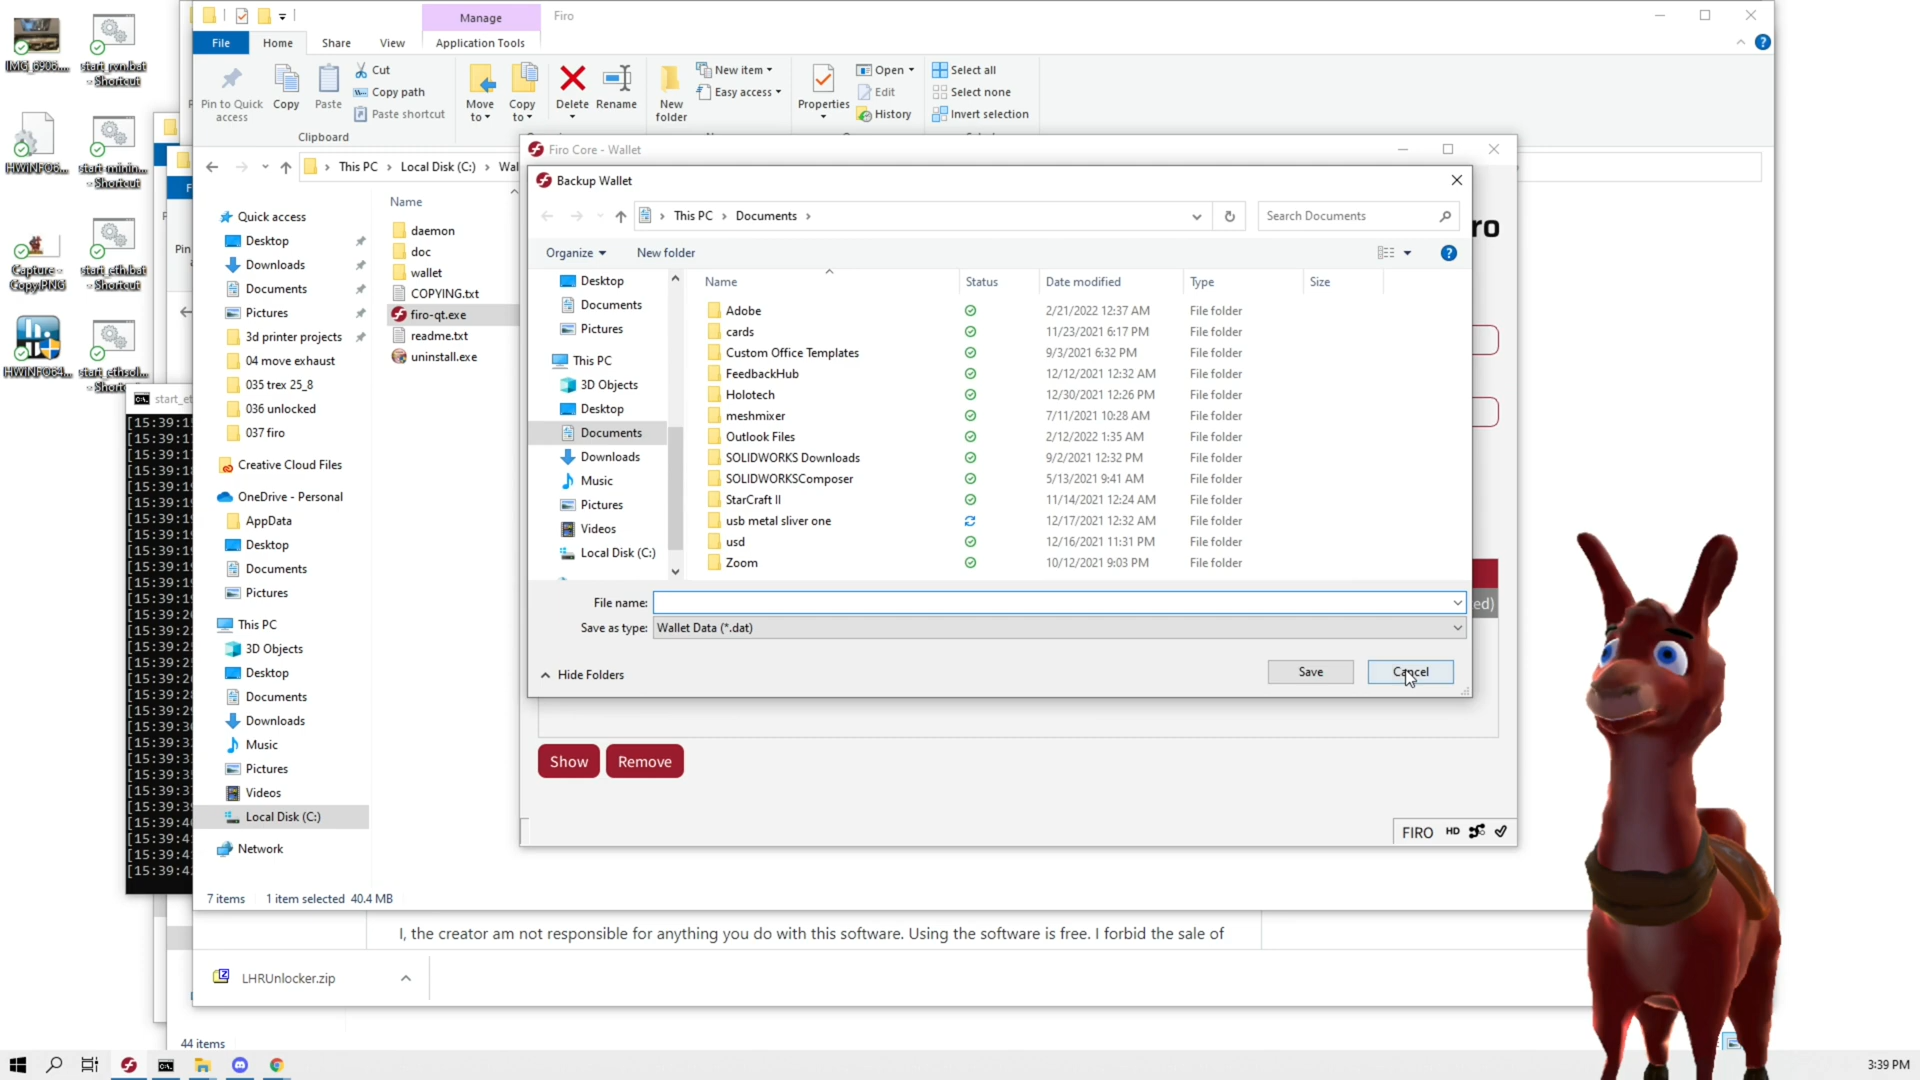 Manage
Firo
File
Home
Share
View
Application Tools
Pin to Quick access
Copy
Paste
Cut
Copy path
Paste shortcut
Clipboard
Move to
Copy to
Delete
Rename
New folder
New item
Easy access
Properties
Open
Edit
History
Select all
Select none
Invert selection
start_rvn.bat - Shortcut
start_eth.bat - Shortcut
Capture - Copy.PNG
This PC
Local Disk (C:)
Wal
Quick access
Desktop
Downloads
Documents
Pictures
3d printer projects
04 move exhaust
035 trex 25_8
036 unlocked
037 firo
Creative Cloud Files
OneDrive - Personal
AppData
Desktop
Documents
Pictures
This PC
3D Objects
Desktop
Documents
Downloads
Music
Pictures
Videos
Local Disk (C:)
Network
Name
daemon
doc
wallet
COPYING.txt
firo-qt.exe
readme.txt
uninstall.exe
7 items
1 item selected 40.4 MB
Firo Core - Wallet
ro
Backup Wallet
This PC
Documents
Search Documents
Organize
New folder
Desktop
Documents
Pictures
This PC
3D Objects
Desktop
Documents
Downloads
Music
Pictures
Videos
Local Disk (C:)
Name Status Date modified Type Size
Adobe 2/21/2022 12:37 AM File folder
cards 11/23/2021 6:17 PM File folder
Custom Office Templates 9/3/2021 6:32 PM File folder
FeedbackHub 12/12/2021 12:32 AM File folder
Holotech 12/30/2021 12:26 PM File folder
meshmixer 7/11/2021 10:28 AM File folder
Outlook Files 2/12/2022 1:35 AM File folder
SOLIDWORKS Downloads 9/2/2021 12:32 PM File folder
SOLIDWORKSComposer 5/13/2021 9:41 AM File folder
StarCraft II 11/14/2021 12:24 AM File folder
usb metal sliver one 12/17/2021 12:32 AM File folder
usd 12/16/2021 11:31 PM File folder
Zoom 10/12/2021 9:03 PM File folder
File name:
Save as type: Wallet Data (*.dat)
Hide Folders
Save
Cancel
ed)
Show
Remove
FIRO HD
start_et
I, the creator am not responsible for anything you do with this software. Using the software is free. I forbid the sale of
LHRUnlocker.zip
44 items
3:39 PM